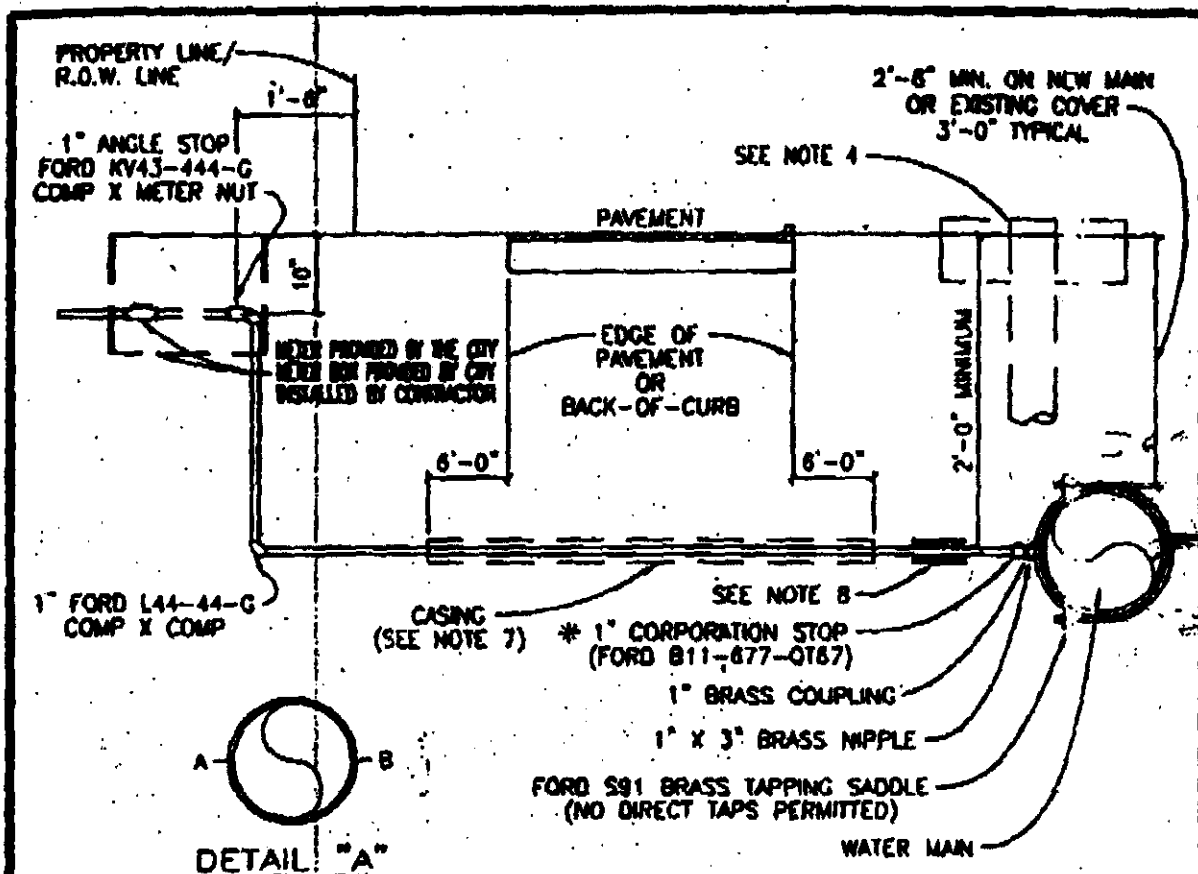 PROPERTY LINE/
R.O.W. LINE
1'-6"
1" ANGLE STOP
FORD KV43-444-G
COMP X METER NUT
10"
METER PROVIDED BY THE CITY
METER BOX PROVIDED BY CITY
INSTALLED BY CONTRACTOR
PAVEMENT
SEE NOTE 4
2'-6" MIN. ON NEW MAIN
OR EXISTING COVER
3'-0" TYPICAL
EDGE OF
PAVEMENT
OR
BACK-OF-CURB
2'-0" MINIMUM
6'-0"
6'-0"
1" FORD L44-44-G
COMP X COMP
CASING
(SEE NOTE 7)
SEE NOTE 8
* 1" CORPORATION STOP
(FORD B11-677-QT67)
1" BRASS COUPLING
1" X 3" BRASS NIPPLE
FORD S91 BRASS TAPPING SADDLE
(NO DIRECT TAPS PERMITTED)
WATER MAIN
A
B
DETAIL "A"